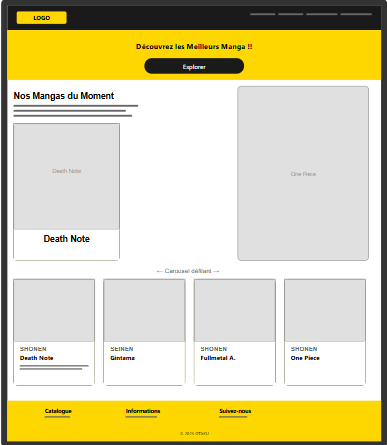 LOGO
Découvrez les Meilleurs Manga !!
Explorer
Nos Mangas du Moment
Death Note
One Piece
Death Note
<-- Carousel défilant -->
SHONEN
Death Note
SEINEN
Gintama
SHONEN
Fullmetal A.
SHONEN
One Piece
Catalogue
Informations
Suivez-nous
© 2025 OTAKU